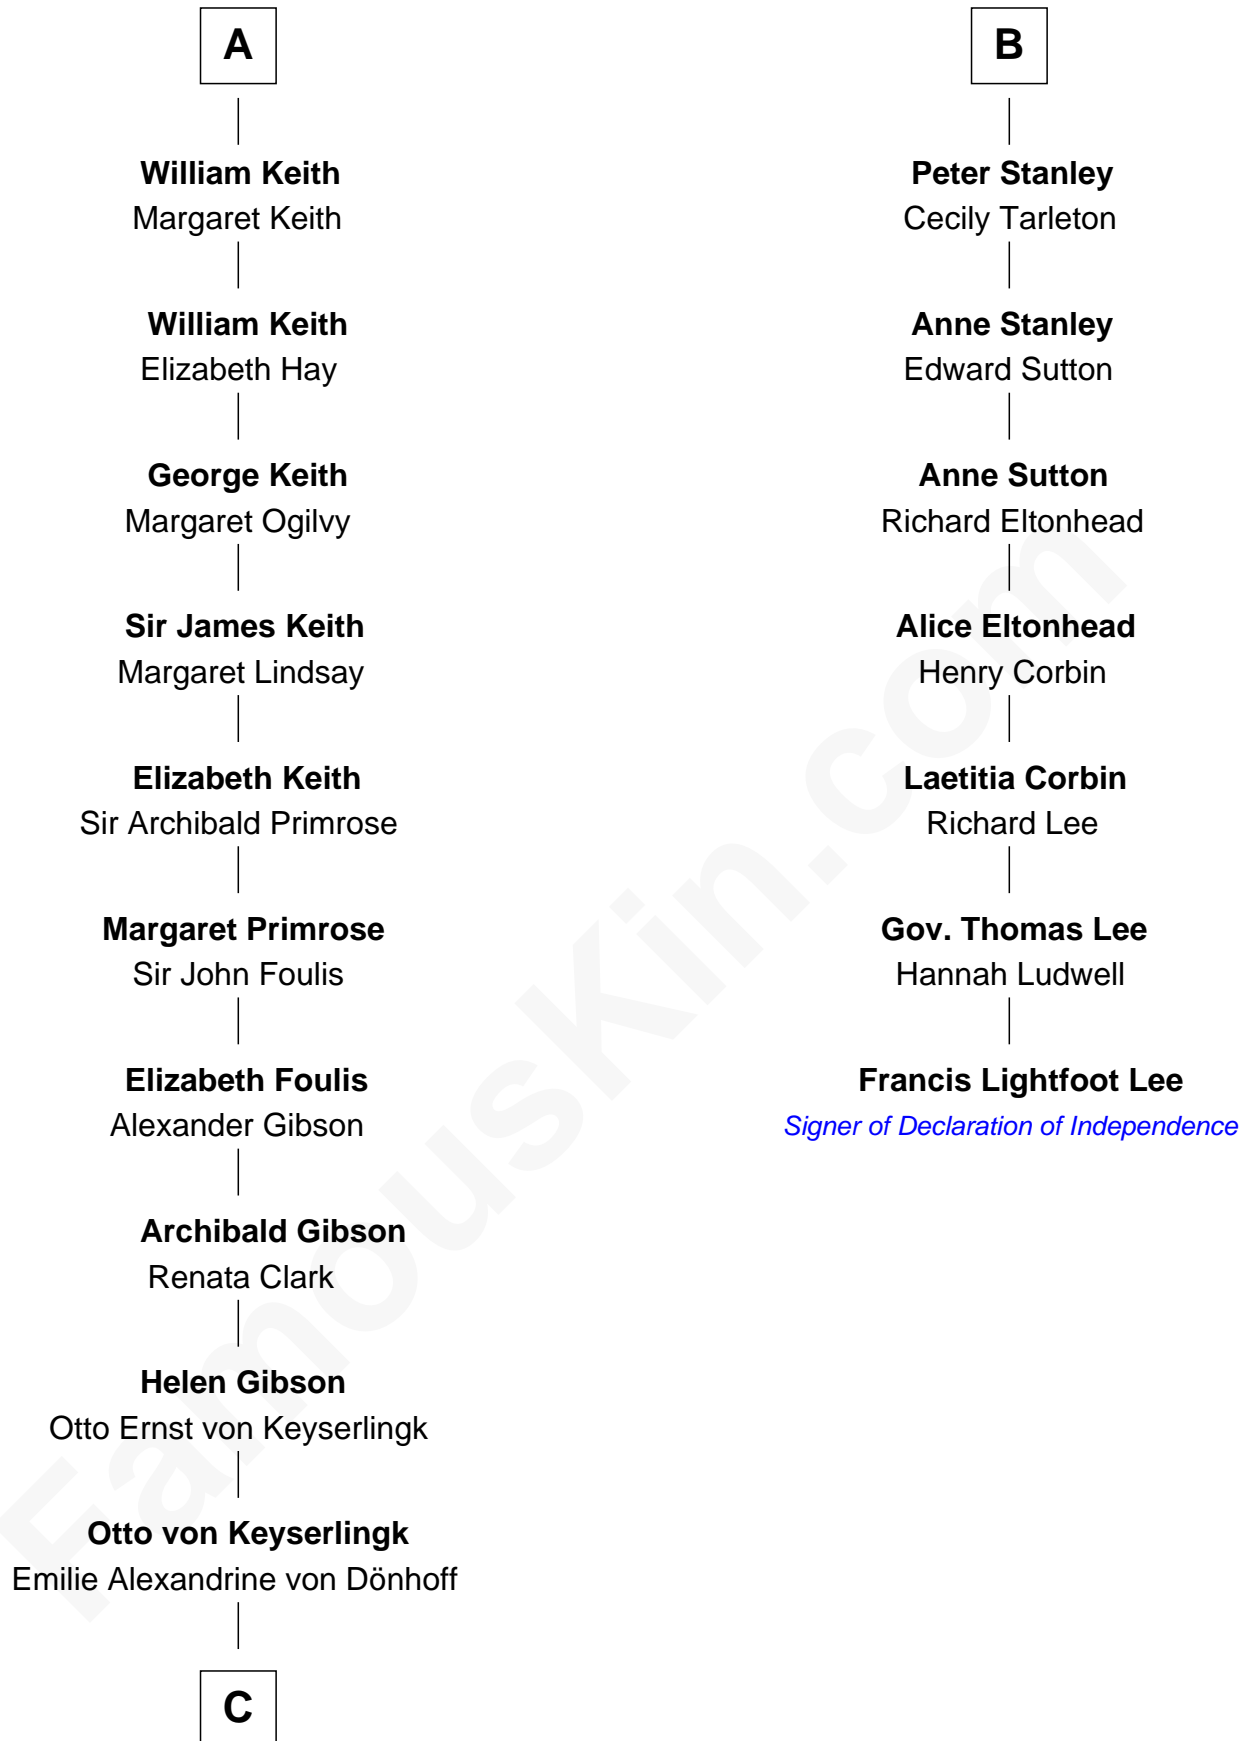 A
William Keith
Margaret Keith
William Keith
Elizabeth Hay
George Keith
Margaret Ogilvy
Sir James Keith
Margaret Lindsay
Elizabeth Keith
Sir Archibald Primrose
Margaret Primrose
Sir John Foulis
Elizabeth Foulis
Alexander Gibson
Archibald Gibson
Renata Clark
Helen Gibson
Otto Ernst von Keyserlingk
Otto von Keyserlingk
Emilie Alexandrine von Dönhoff
C
B
Peter Stanley
Cecily Tarleton
Anne Stanley
Edward Sutton
Anne Sutton
Richard Eltonhead
Alice Eltonhead
Henry Corbin
Laetitia Corbin
Richard Lee
Gov. Thomas Lee
Hannah Ludwell
Francis Lightfoot Lee
Signer of Declaration of Independence
FamousKin.com